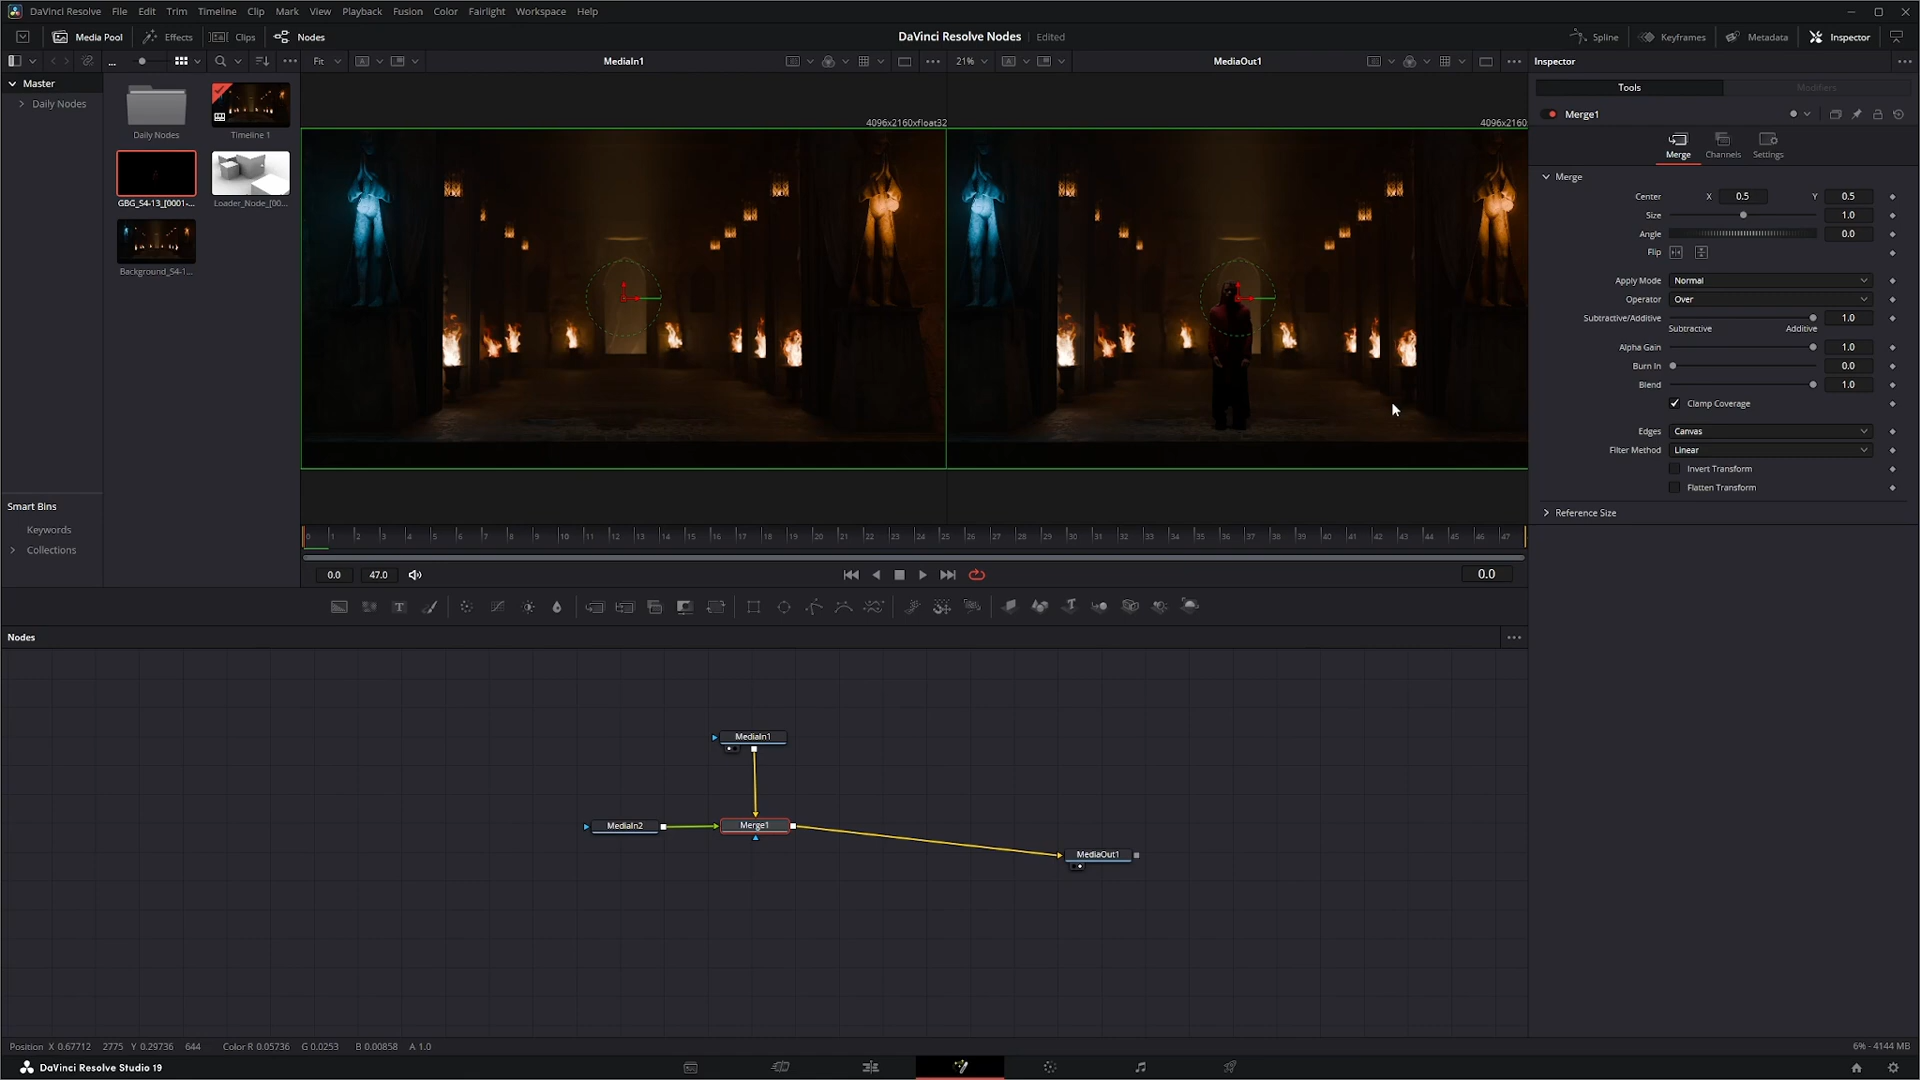 DaVinci Resolve File Edit Trim Timeline Clip Mark View Playback Fusion Color Fairlight Workspace Help
Media Pool Effects Clips Nodes
DaVinci Resolve Nodes Edited
Spline Keyframes Metadata Inspector
... Fit MediaIn1 21% MediaOut1
Inspector
Master
Daily Nodes
Daily Nodes
Timeline 1
GBG_S4-13_[0001-...
Loader_Node_[00...
Background_S4-1...
4096x2160xfloat32
4096x2160
Tools Modifiers
Merge1
Merge Channels Settings
Merge
Center X 0.5 Y 0.5
Size 1.0
Angle 0.0
Flip
Apply Mode Normal
Operator Over
Subtractive/Additive 1.0
Subtractive Additive
Alpha Gain 1.0
Burn In 0.0
Blend 1.0
Clamp Coverage
Edges Canvas
Filter Method Linear
Invert Transform
Flatten Transform
Reference Size
Smart Bins
Keywords
Collections
0 1 2 3 4 5 6 7 8 9 10 11 12 13 14 15 16 17 18 19 20 21 22 23 24 25 26 27 28 29 30 31 32 33 34 35 36 37 38 39 40 41 42 43 44 45 46 47
0.0 47.0 0.0
Nodes
MediaIn1
MediaIn2
Merge1
MediaOut1
Position X 0.67712 2775 Y 0.29736 644 Color R 0.05736 G 0.0253 B 0.00858 A 1.0
6% - 4144 MB
DaVinci Resolve Studio 19